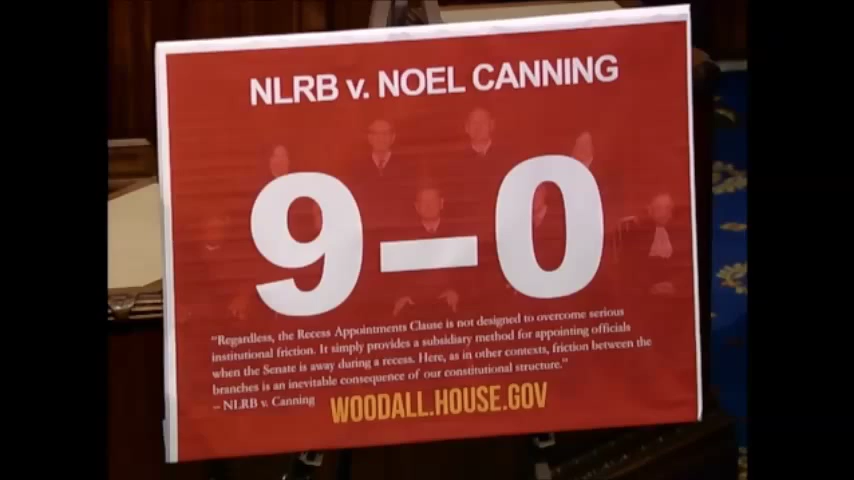 NLRB v. NOEL CANNING
9–0
“Regardless, the Recess Appointments Clause is not designed to overcome serious
institutional friction. It simply provides a subsidiary method for appointing officials
when the Senate is away during a recess. Here, as in other contexts, friction between the
branches is an inevitable consequence of our constitutional structure.”
– NLRB v. Canning
WOODALL.HOUSE.GOV